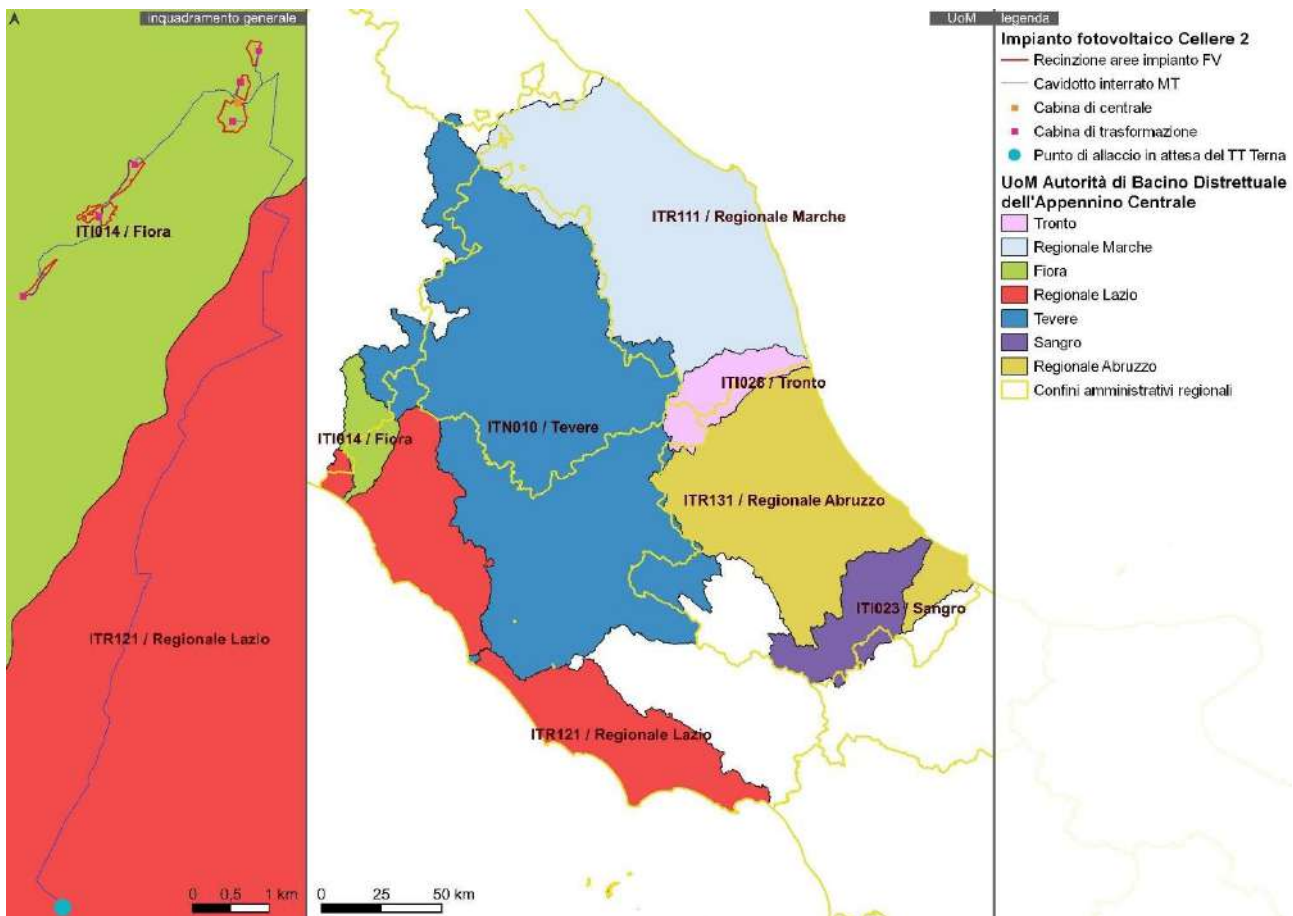 A
inquadramento generale
UoM
legenda
ITI014 / Fiora
ITR121 / Regionale Lazio
0 0,5 1 km
ITR111 / Regionale Marche
ITI028 / Tronto
ITI014 / Fiora
ITN010 / Tevere
ITR131 / Regionale Abruzzo
ITI023 / Sangro
ITR121 / Regionale Lazio
0 25 50 km
Impianto fotovoltaico Cellere 2
Recinzione aree impianto FV
Cavidotto interrato MT
Cabina di centrale
Cabina di trasformazione
Punto di allaccio in attesa del TT Terna
UoM Autorità di Bacino Distrettuale
dell'Appennino Centrale
Tronto
Regionale Marche
Fiora
Regionale Lazio
Tevere
Sangro
Regionale Abruzzo
Confini amministrativi regionali